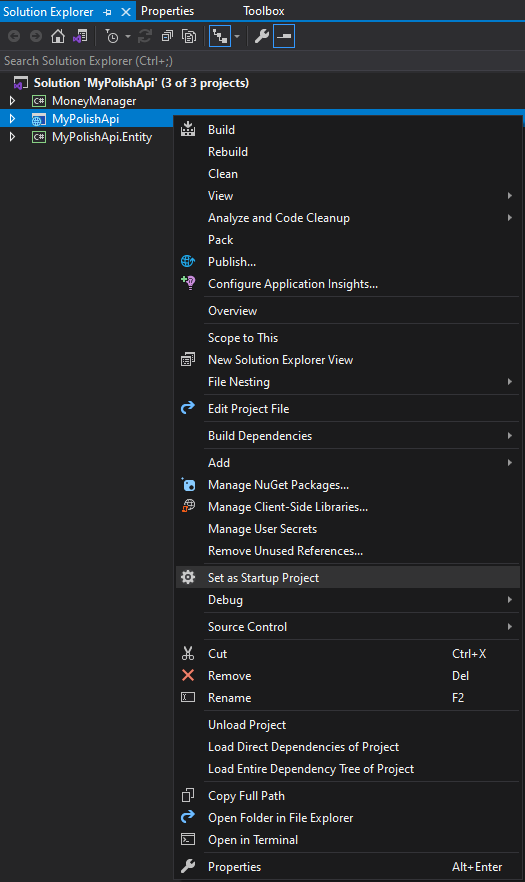 Solution Explorer Properties Toolbox
Search Solution Explorer (Ctrl+;)
Solution 'MyPolishApi' (3 of 3 projects)
C# MoneyManager
MyPolishApi
C# MyPolishApi.Entity
Build
Rebuild
Clean
View
Analyze and Code Cleanup
Pack
Publish...
Configure Application Insights...
Overview
Scope to This
New Solution Explorer View
File Nesting
Edit Project File
Build Dependencies
Add
Manage NuGet Packages...
Manage Client-Side Libraries...
Manage User Secrets
Remove Unused References...
Set as Startup Project
Debug
Source Control
Cut Ctrl+X
Remove Del
Rename F2
Unload Project
Load Direct Dependencies of Project
Load Entire Dependency Tree of Project
Copy Full Path
Open Folder in File Explorer
Open in Terminal
Properties Alt+Enter